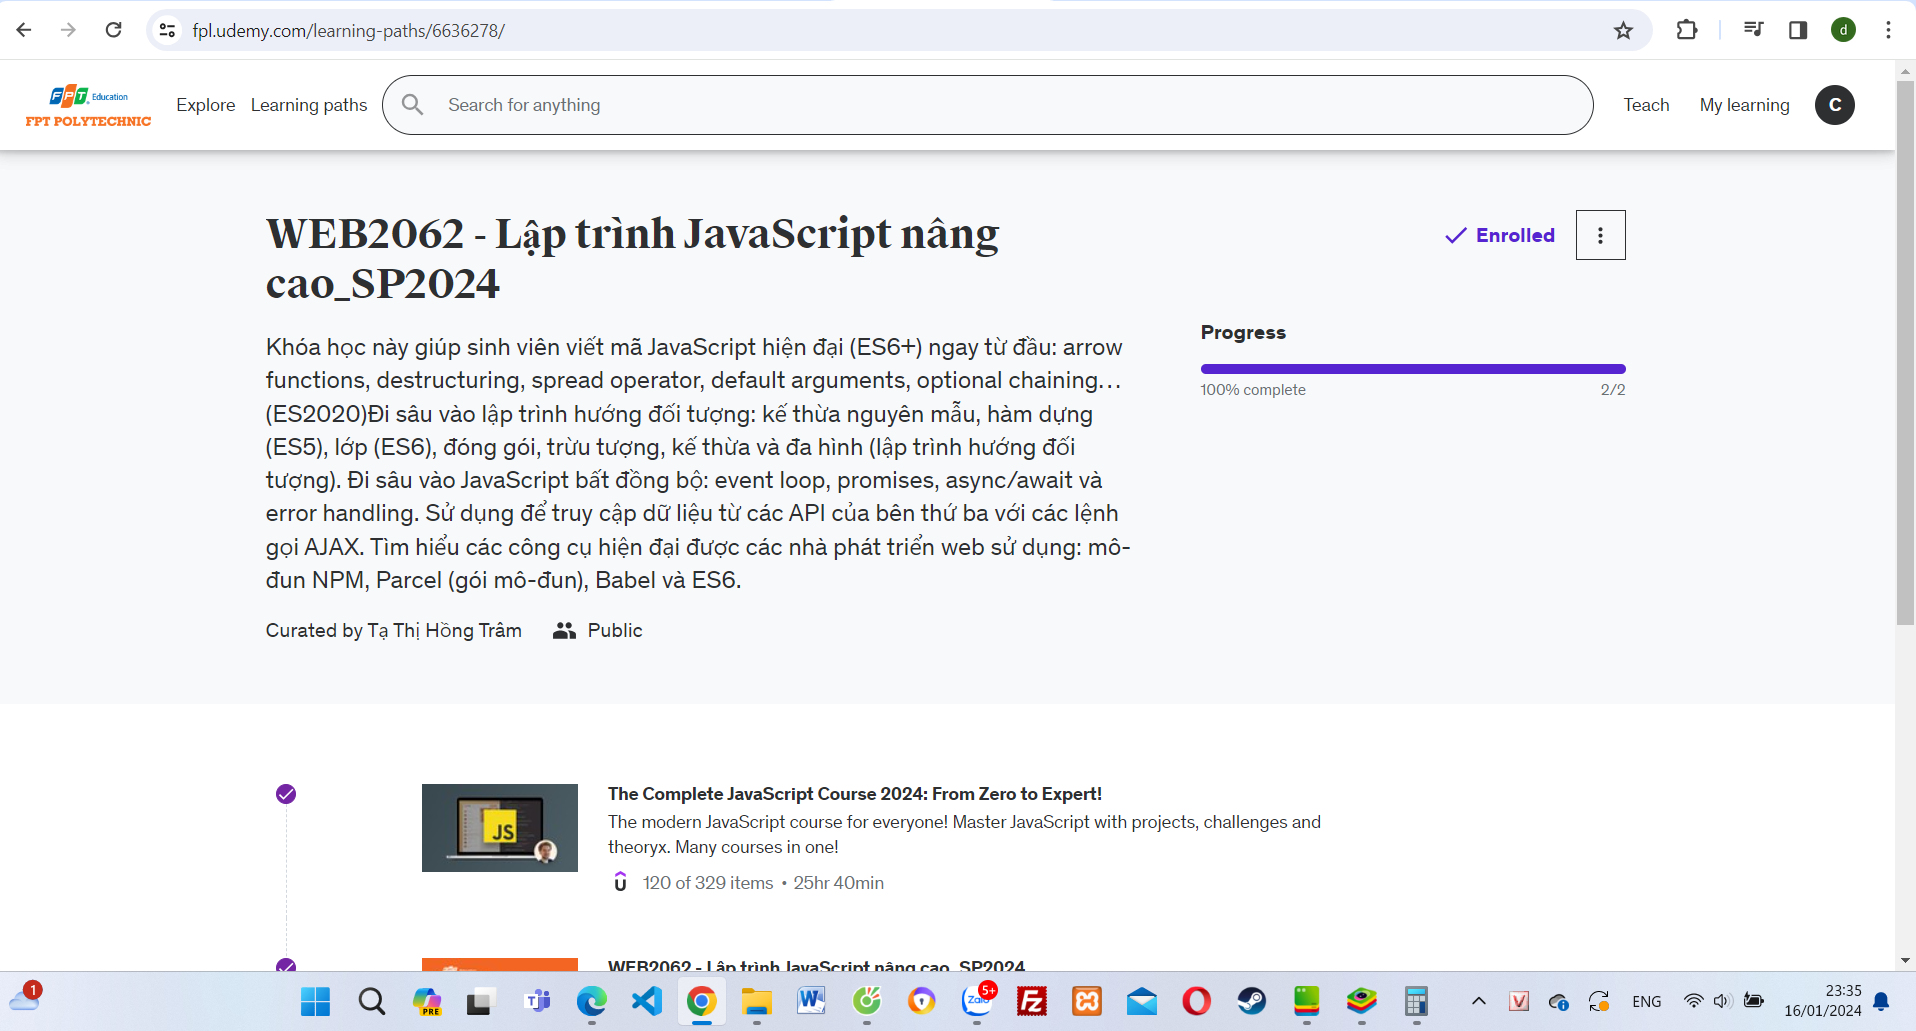 fpl.udemy.com/learning-paths/6636278/
d
FPT Education
FPT POLYTECHNIC
Explore
Learning paths
Search for anything
Teach
My learning
C
WEB2062 - Lập trình JavaScript nâng
cao_SP2024
Enrolled
Khóa học này giúp sinh viên viết mã JavaScript hiện đại (ES6+) ngay từ đầu: arrow
functions, destructuring, spread operator, default arguments, optional chaining…
(ES2020)Đi sâu vào lập trình hướng đối tượng: kế thừa nguyên mẫu, hàm dựng
(ES5), lớp (ES6), đóng gói, trừu tượng, kế thừa và đa hình (lập trình hướng đối
tượng). Đi sâu vào JavaScript bất đồng bộ: event loop, promises, async/await và
error handling. Sử dụng để truy cập dữ liệu từ các API của bên thứ ba với các lệnh
gọi AJAX. Tìm hiểu các công cụ hiện đại được các nhà phát triển web sử dụng: mô-
đun NPM, Parcel (gói mô-đun), Babel và ES6.
Progress
100% complete
2/2
Curated by Tạ Thị Hồng Trâm
Public
JS
The Complete JavaScript Course 2024: From Zero to Expert!
The modern JavaScript course for everyone! Master JavaScript with projects, challenges and
theoryx. Many courses in one!
120 of 329 items • 25hr 40min
WEB2062 - Lập trình JavaScript nâng cao_SP2024
1
PRE
Zalo
5+
ENG
23:35
16/01/2024